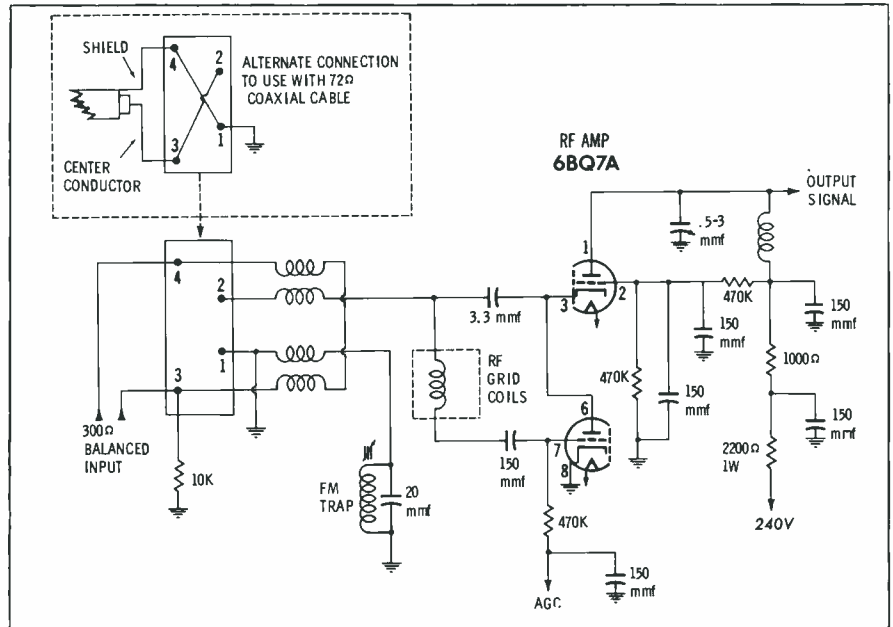 SHIELD
4
2
3
1
ALTERNATE CONNECTION
TO USE WITH 72Ω
COAXIAL CABLE
CENTER
CONDUCTOR
RF AMP
6BQ7A
OUTPUT
SIGNAL
.5-3
mmf
1
3
2
470K
150
mmf
150
mmf
1000Ω
470K
150
mmf
150
mmf
2200Ω
1W
240V
4
2
1
3
3.3 mmf
RF
GRID
COILS
6
7
8
150
mmf
300Ω
BALANCED
INPUT
10K
FM
TRAP
20
mmf
470K
150
mmf
AGC